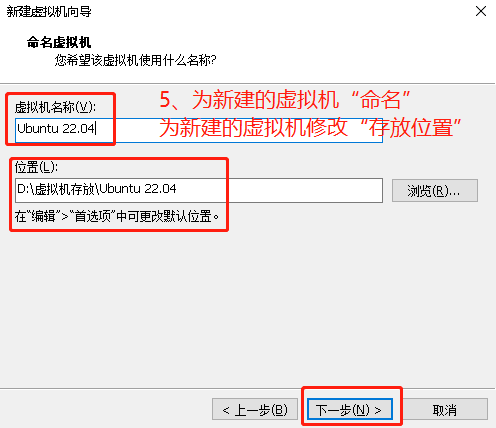 新建虚拟机向导
命名虚拟机
您希望该虚拟机使用什么名称?
虚拟机名称(V):
5、为新建的虚拟机“命名”
Ubuntu 22.04
为新建的虚拟机修改“存放位置”
位置(L):
D:\虚拟机存放\Ubuntu 22.04
浏览(R)...
在“编辑”>“首选项”中可更改默认位置。
< 上一步(B)
下一步(N) >
取消